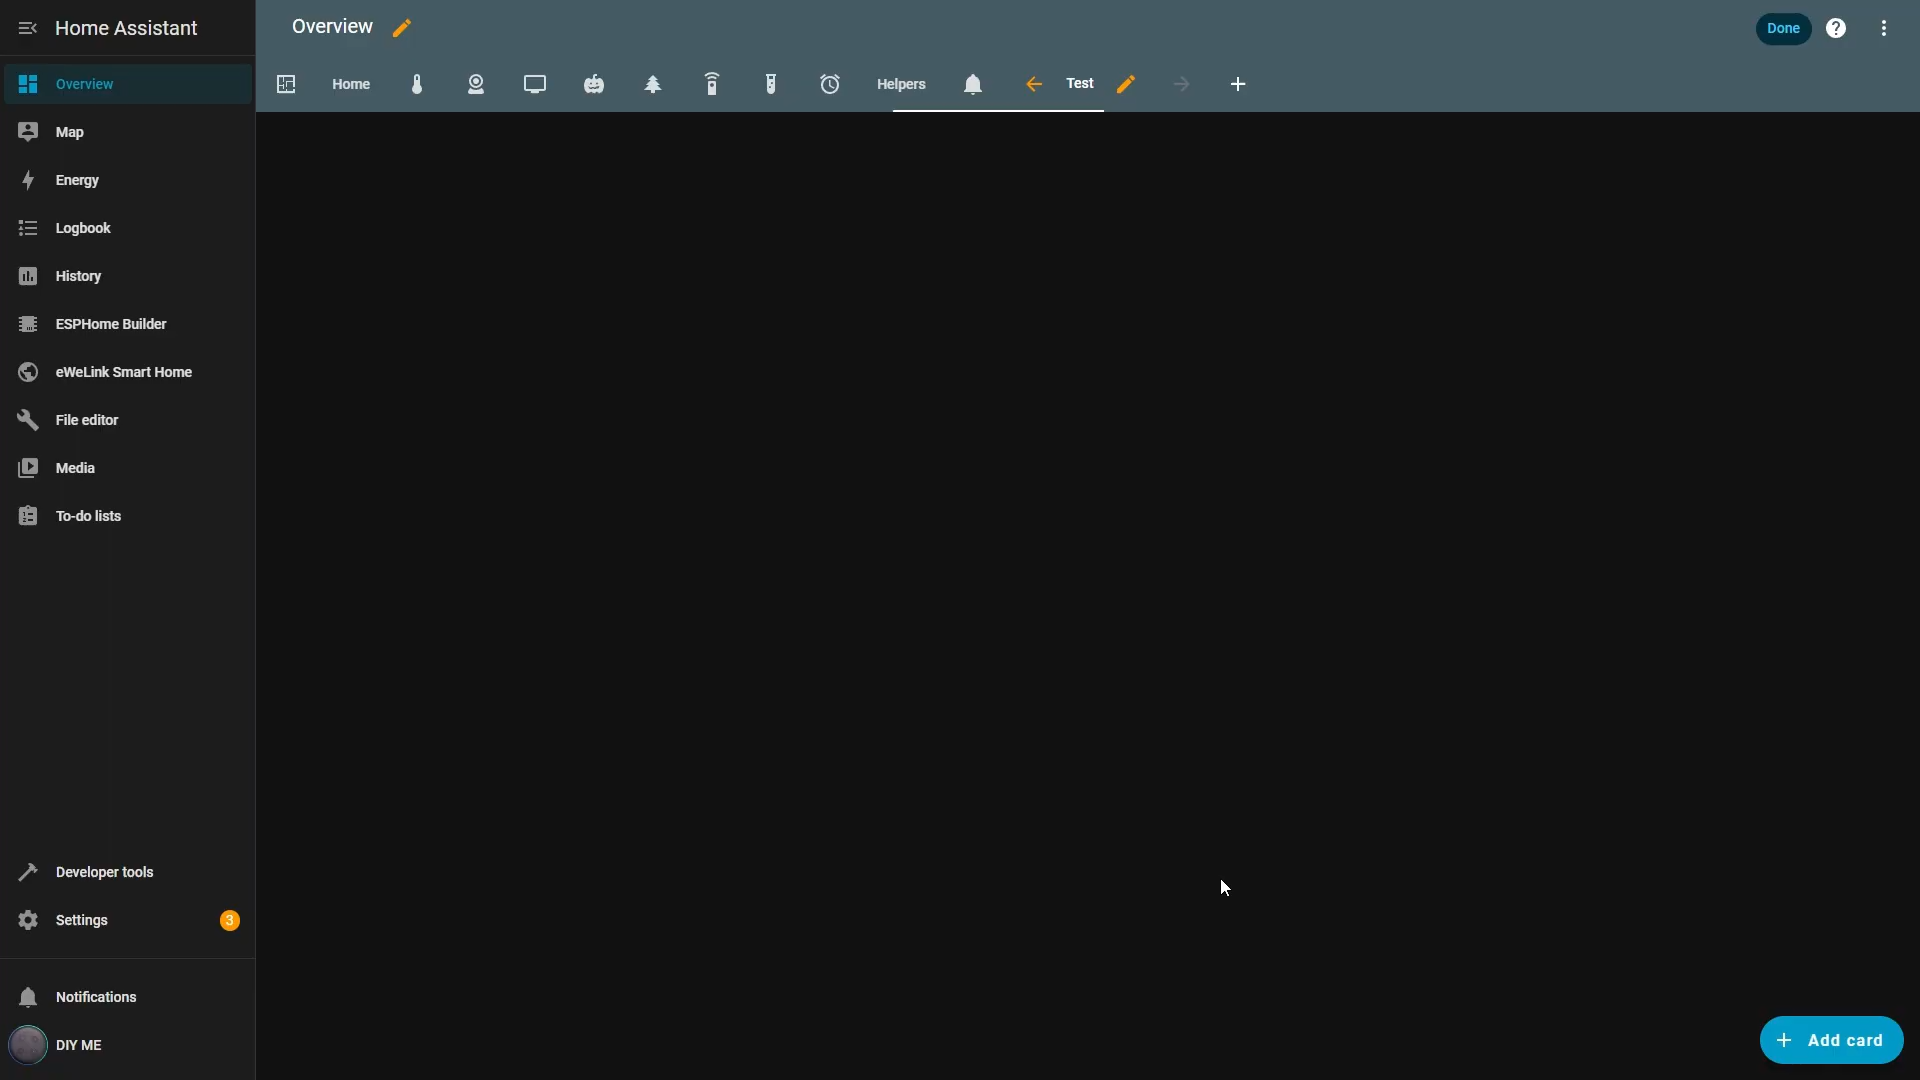 Home Assistant
Overview
Done
Home
Helpers
Test
Overview
Map
Energy
Logbook
History
ESPHome Builder
eWeLink Smart Home
File editor
Media
To-do lists
Developer tools
Settings
3
Notifications
DIY ME
Add card